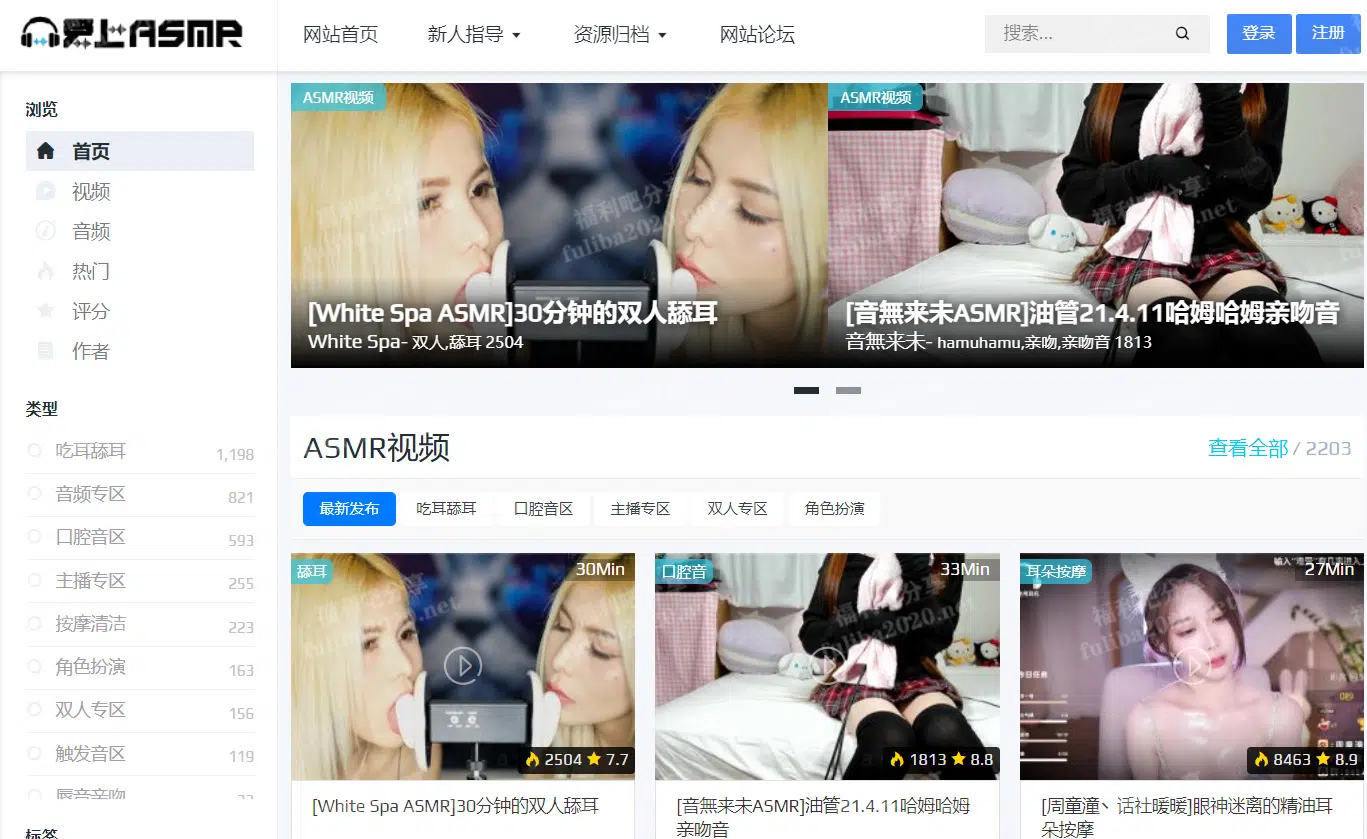 爱上ASMR
网站首页
新人指导
资源归档
网站论坛
搜索...
登录
注册
浏览
首页
视频
音频
热门
评分
作者
类型
吃耳舔耳 1,198
音频专区 821
口腔音区 593
主播专区 255
按摩清洁 223
角色扮演 163
双人专区 156
触发音区 119
标签
ASMR视频
[White Spa ASMR]30分钟的双人舔耳
White Spa- 双人,舔耳 2504
ASMR视频
[音無来未ASMR]油管21.4.11哈姆哈姆亲吻音
音無来未- hamuhamu,亲吻,亲吻音 1813
福利吧分享
fuliba2020.net
ASMR视频
查看全部 / 2203
最新发布
吃耳舔耳
口腔音区
主播专区
双人专区
角色扮演
舔耳
30Min
2504 7.7
[White Spa ASMR]30分钟的双人舔耳
口腔音
33Min
1813 8.8
[音無来未ASMR]油管21.4.11哈姆哈姆
亲吻音
耳朵按摩
27Min
8463 8.9
[周童潼丶话社暖暖]眼神迷离的精油耳
朵按摩